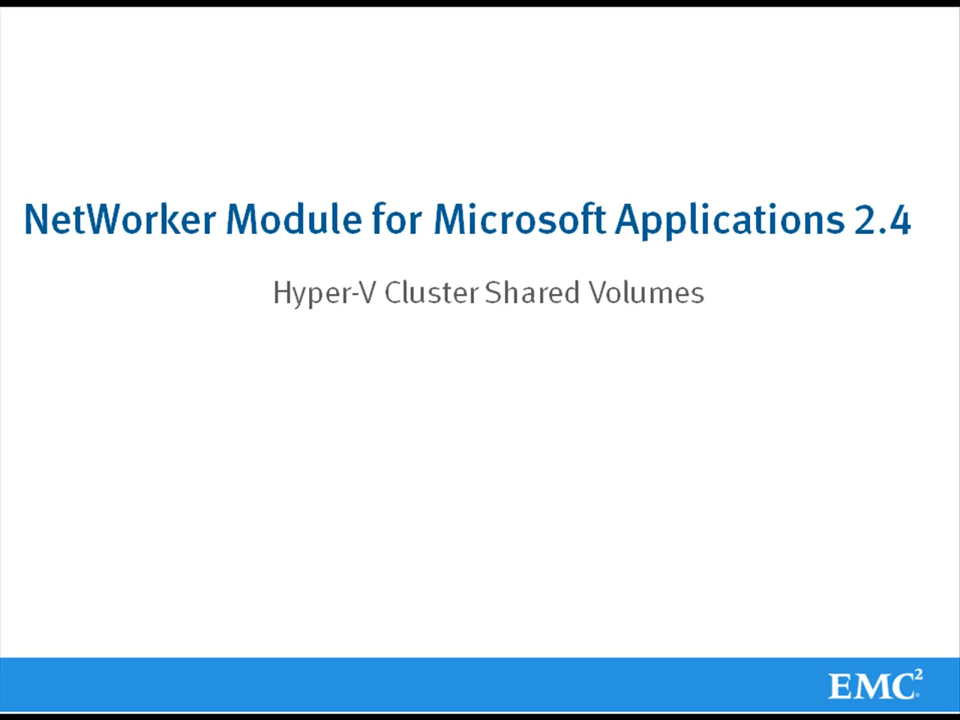 NetWorker Module for Microsoft Applications 2.4
Hyper-V Cluster Shared Volumes
EMC²